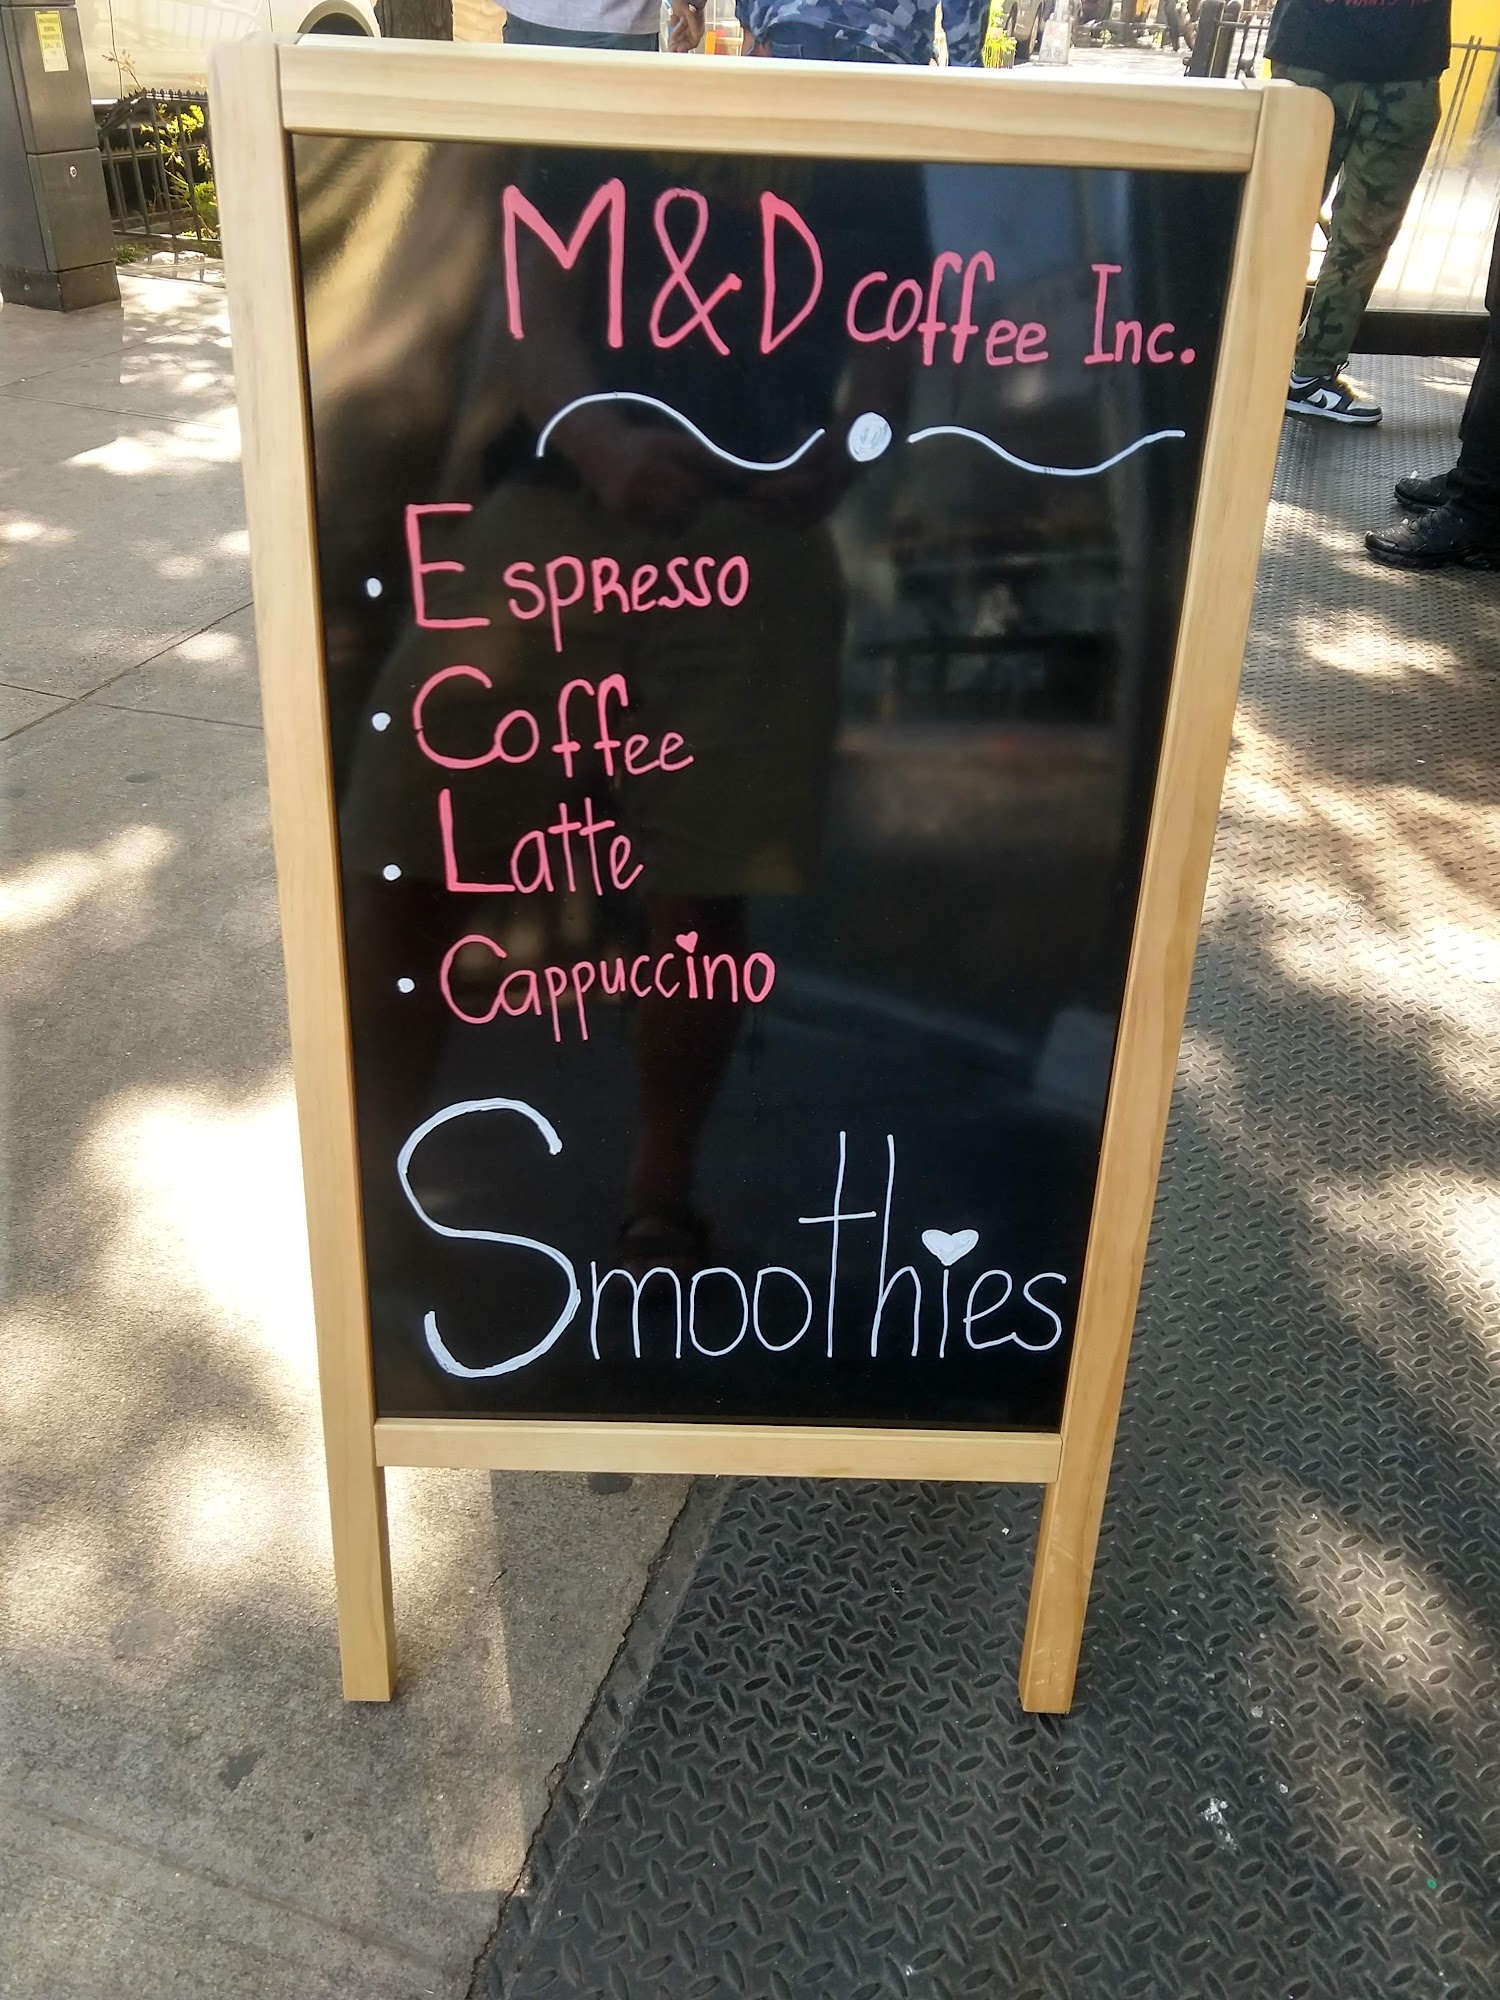 M&D coffee Inc.
Espresso
Coffee
Latte
Cappuccino
Smoothies